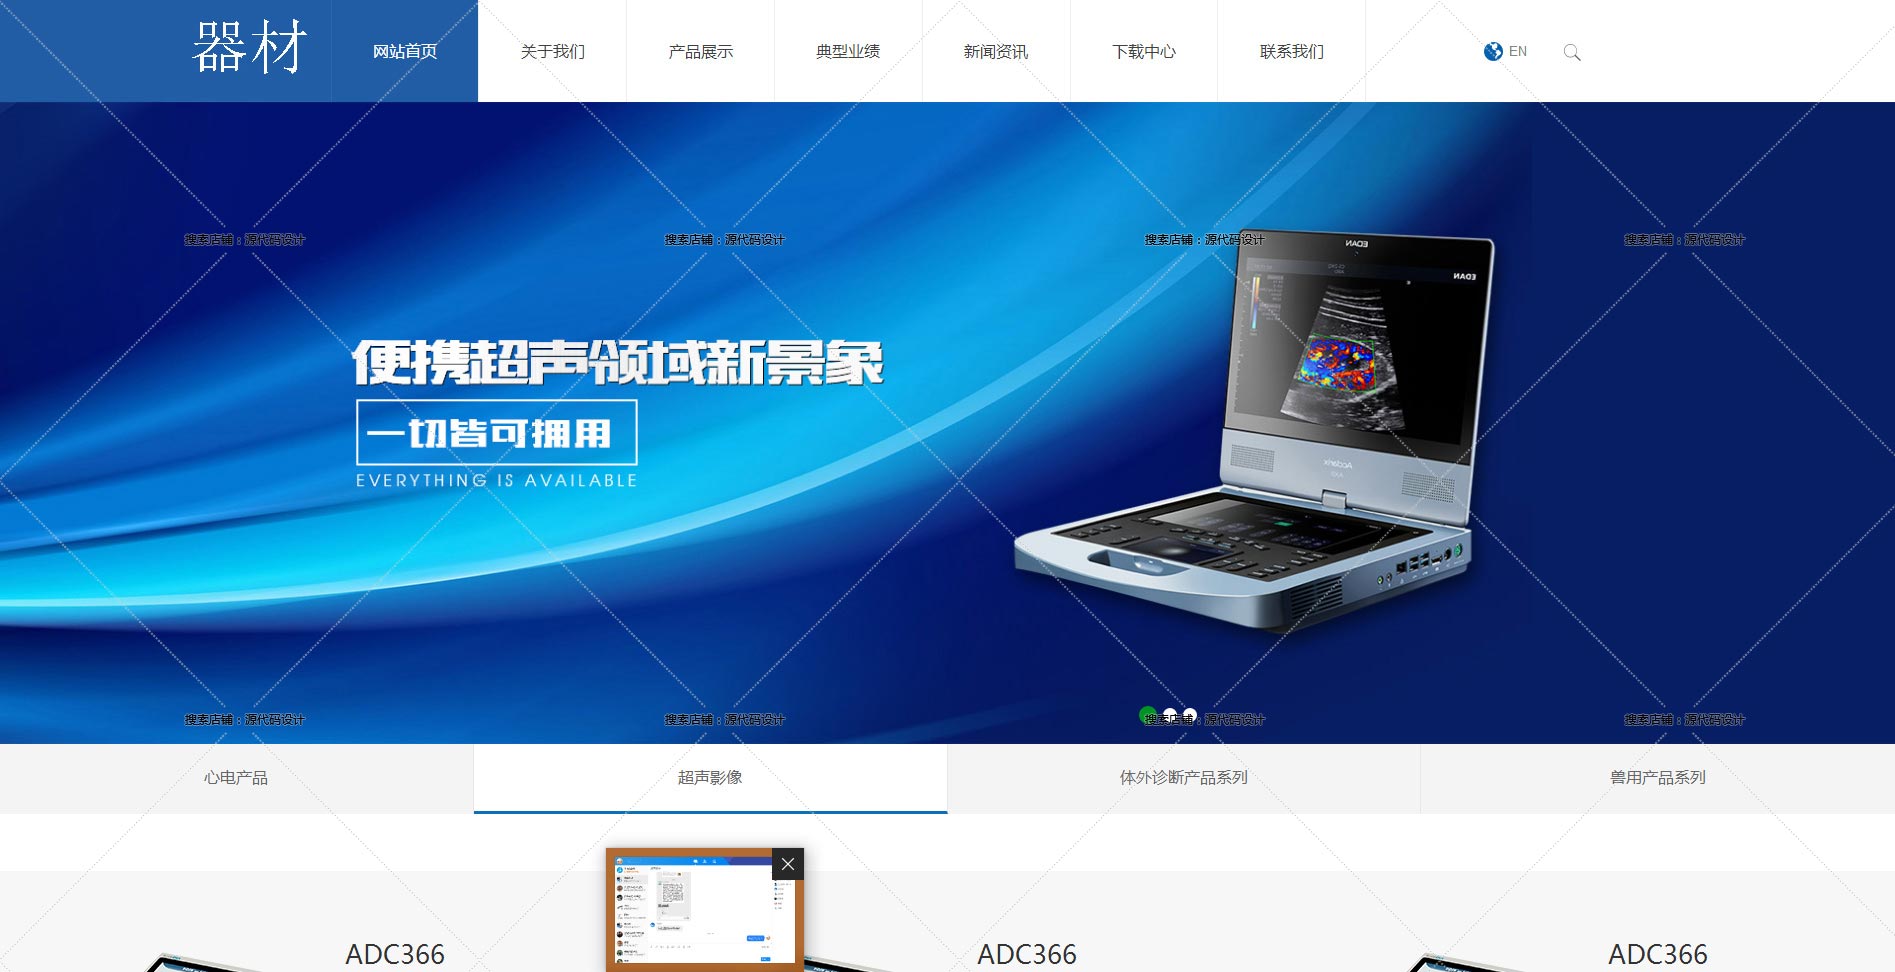 器材
网站首页
关于我们
产品展示
典型业绩
新闻资讯
下载中心
联系我们
EN
搜索店铺：源代码设计
搜索店铺：源代码设计
搜索店铺：源代码设计
搜索店铺：源代码设计
EDAN
EDAN
便携超声领域新景象
一切皆可拥用
EVERYTHING IS AVAILABLE
搜索店铺：源代码设计
搜索店铺：源代码设计
搜索店铺：源代码设计
搜索店铺：源代码设计
心电产品
超声影像
体外诊断产品系列
兽用产品系列
ADC366
ADC366
ADC366